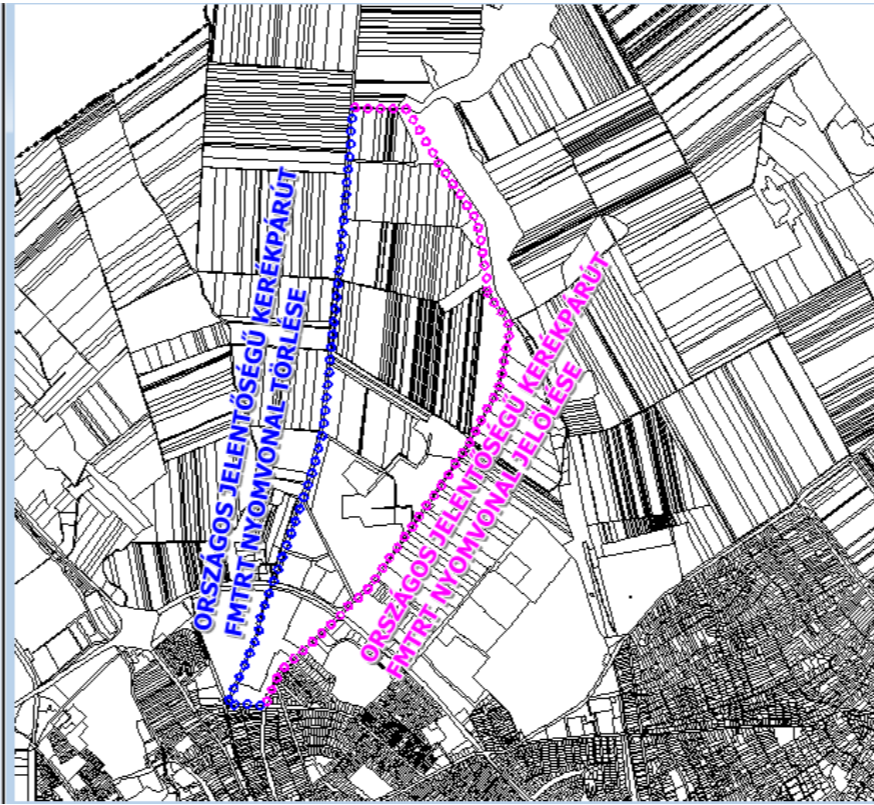 ORSZÁGOS JELENTŐSÉGŰ KERÉKPÁRÚT
FMTRT NYOMVONAL TÖRLÉSE
ORSZÁGOS JELENTŐSÉGŰ KERÉKPÁRÚT
FMTRT NYOMVONAL JELÖLÉSE